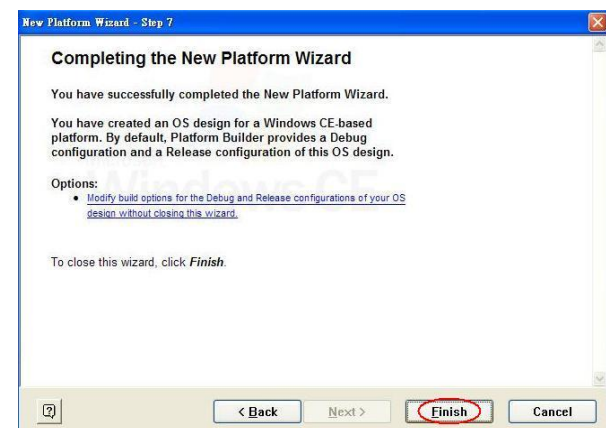 New Platform Wizard - Step 7
Completing the New Platform Wizard
You have successfully completed the New Platform Wizard.
You have created an OS design for a Windows CE-based
platform. By default, Platform Builder provides a Debug
configuration and a Release configuration of this OS design.
Options:
• Modify build options for the Debug and Release configurations of your OS
design without closing this wizard.
Windows CE
To close this wizard, click Finish.
< Back Next > Finish Cancel